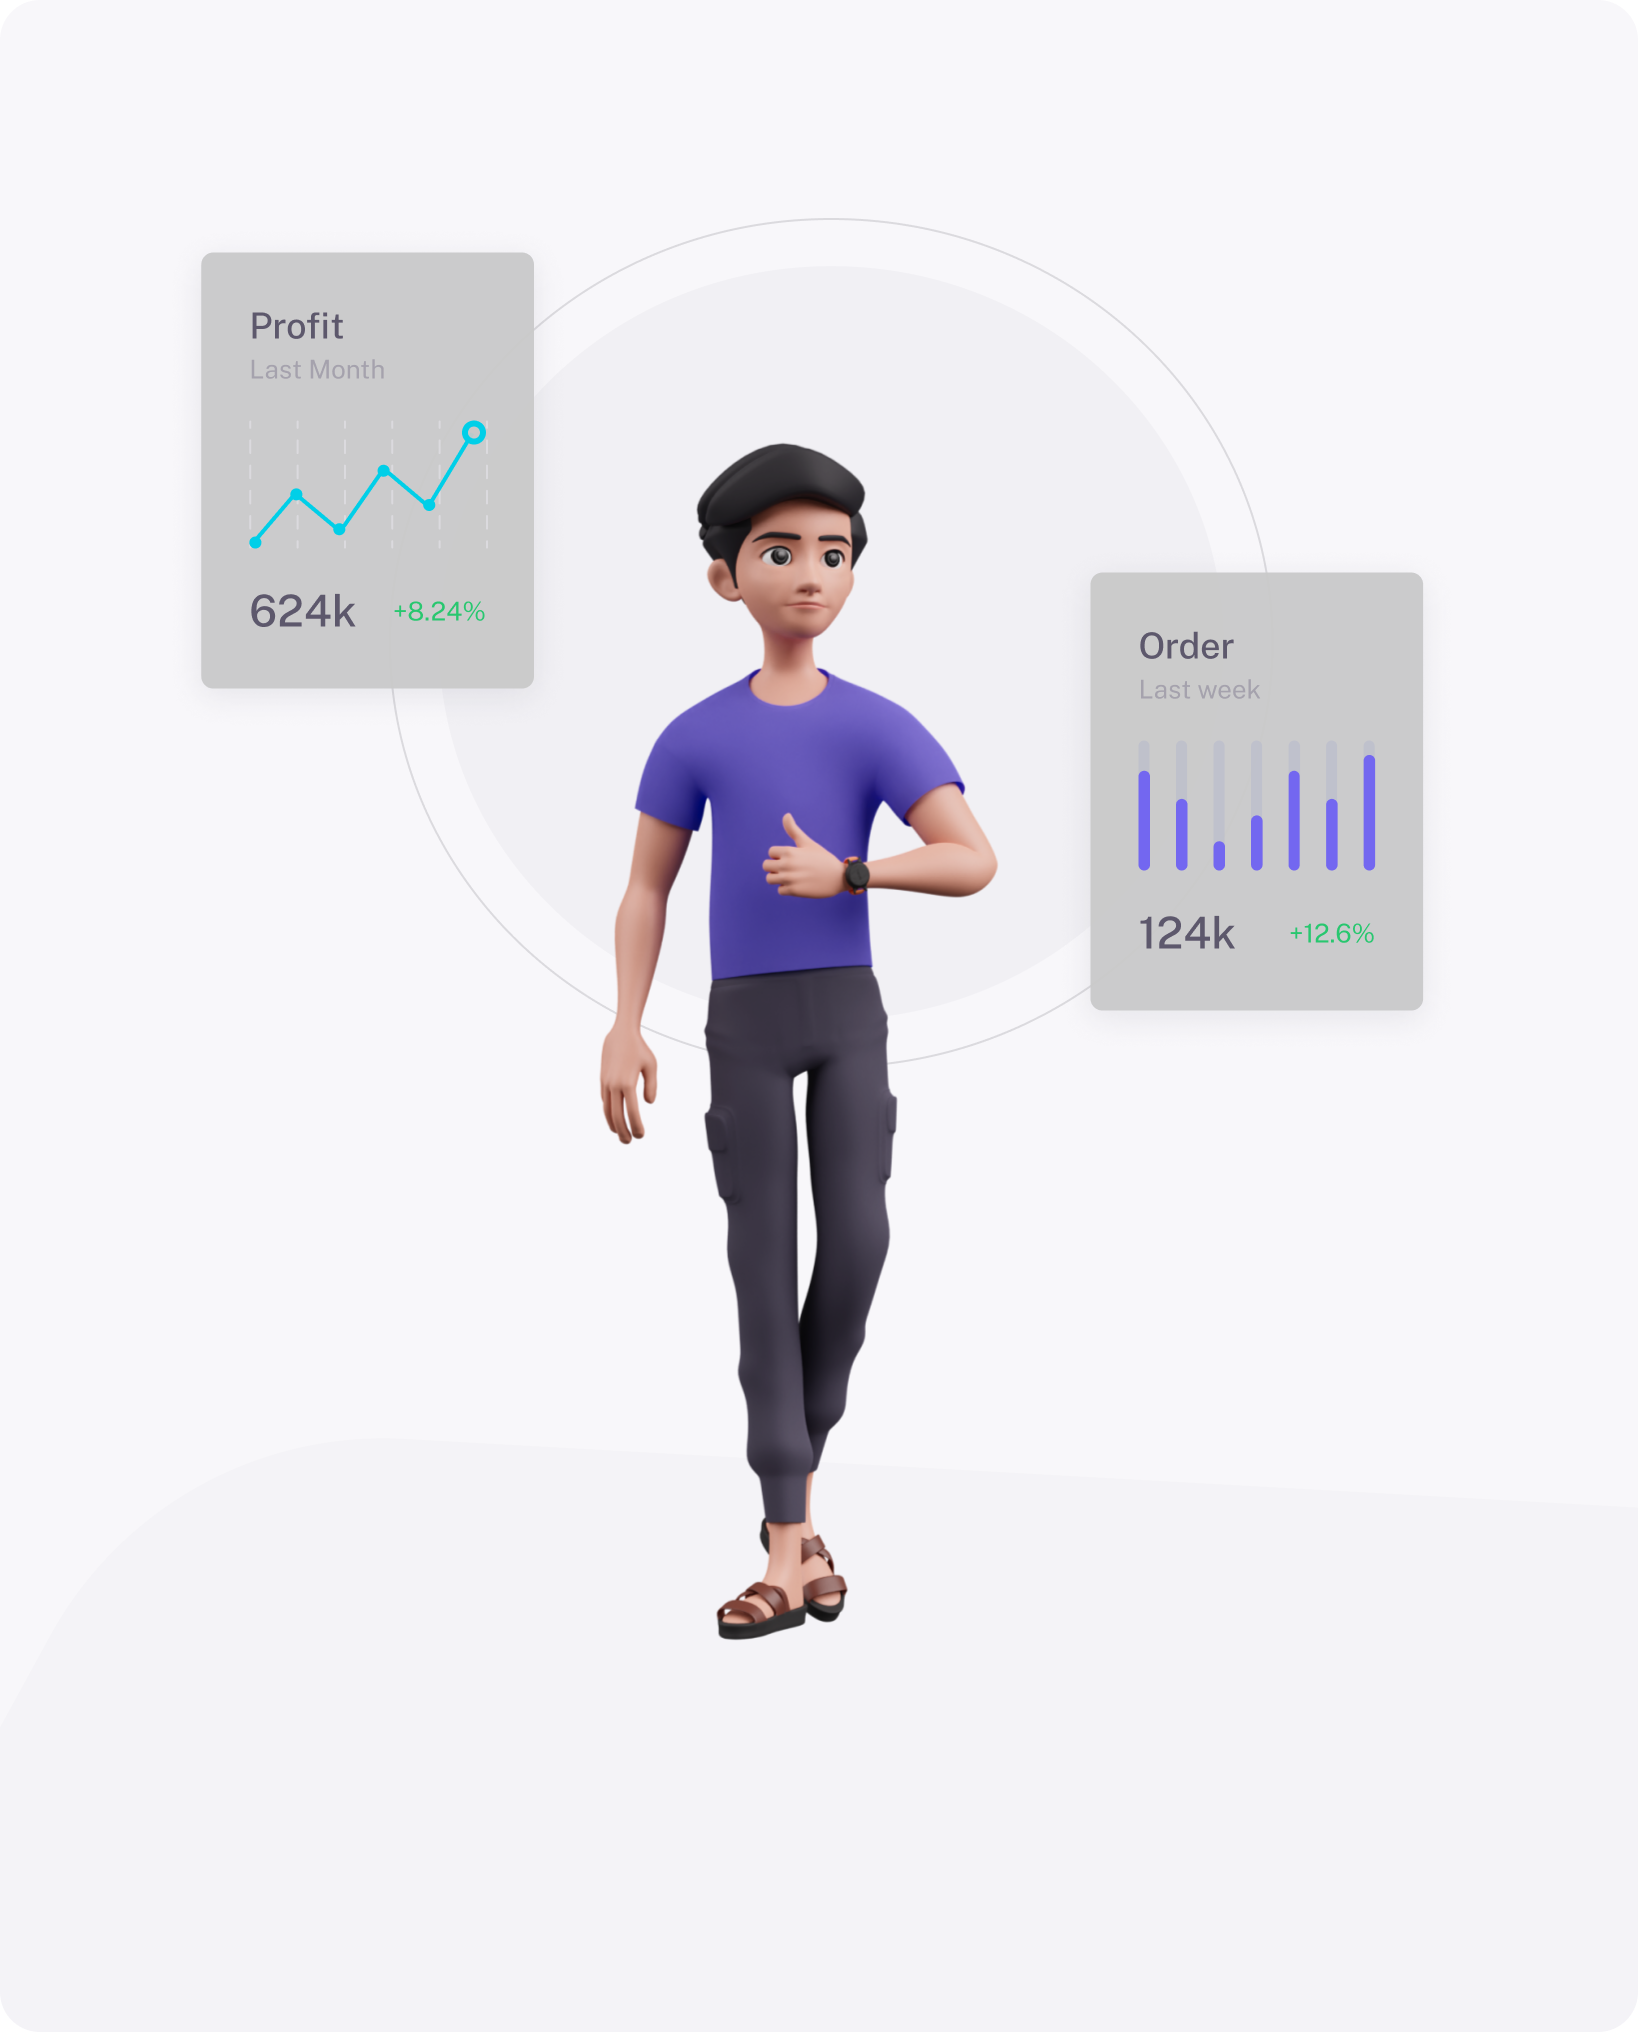 Profit
Last Month
624k +8.24%
Order
Last week
124k +12.6%